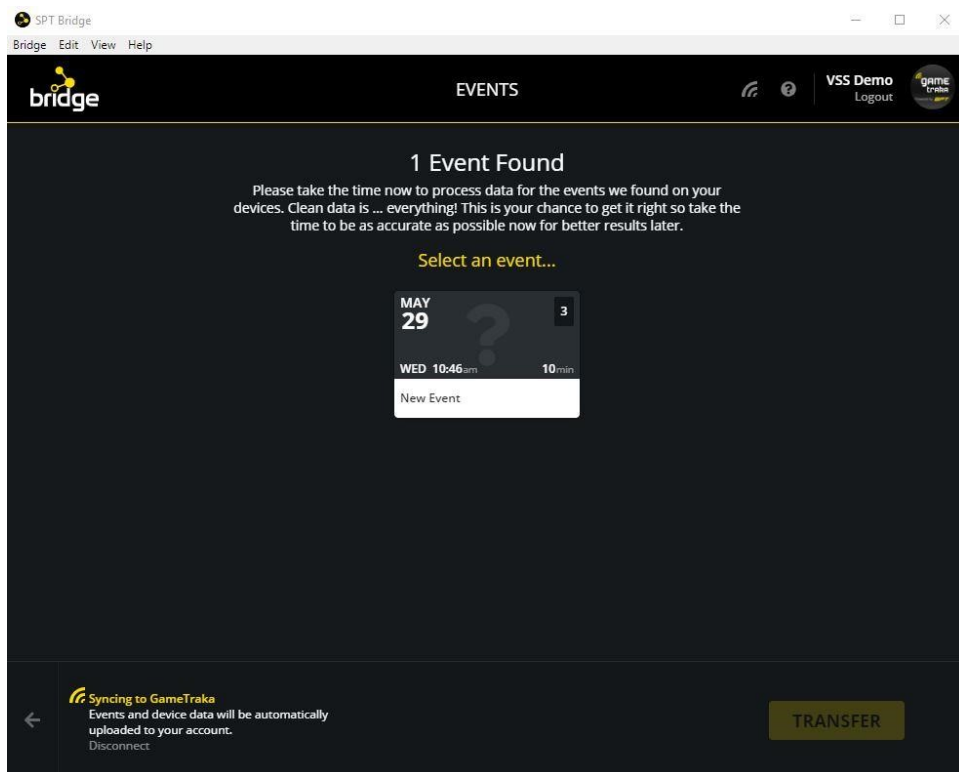 SPT Bridge
Bridge Edit View Help
bridge
EVENTS
VSS Demo
Logout
game
traka
1 Event Found
Please take the time now to process data for the events we found on your
devices. Clean data is ... everything! This is your chance to get it right so take the
time to be as accurate as possible now for better results later.
Select an event...
MAY
29
3
?
WED 10:46am 10min
New Event
Syncing to GameTraka
Events and device data will be automatically
uploaded to your account.
Disconnect
TRANSFER